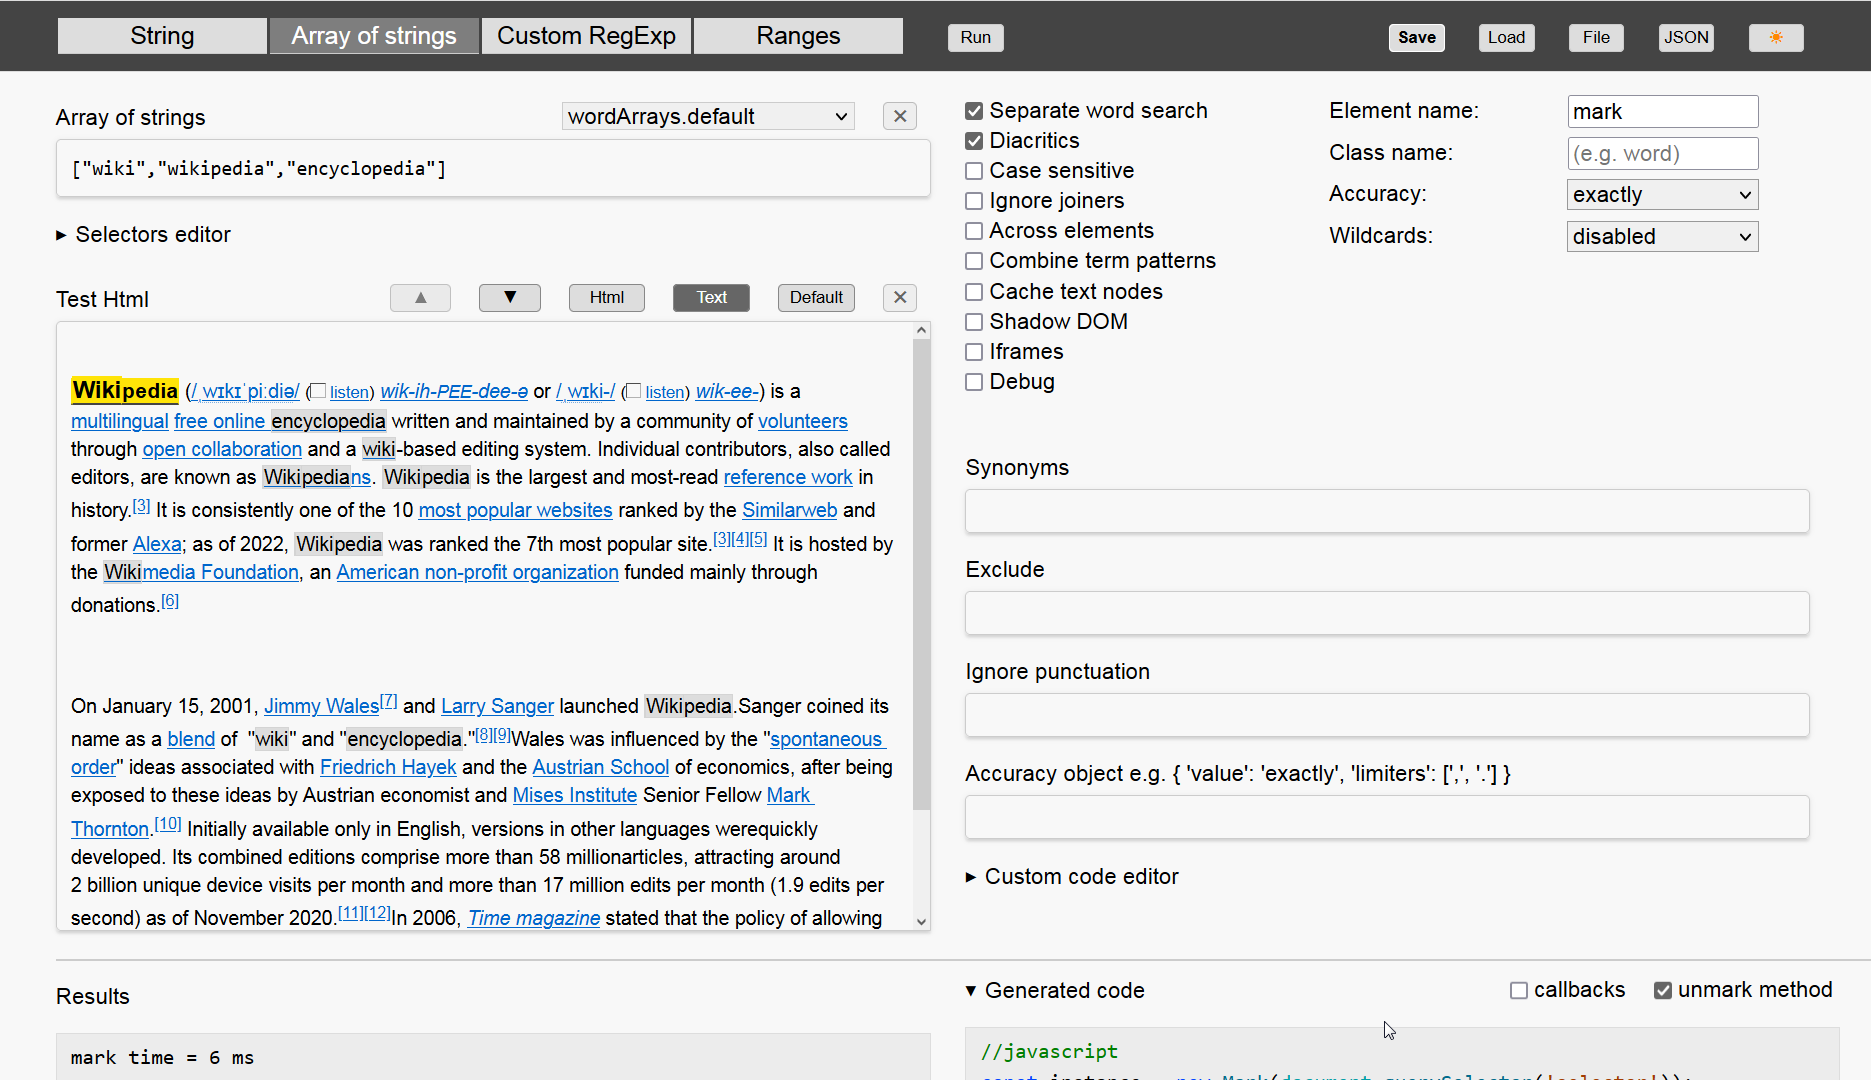 String Array of strings Custom RegExp Ranges Run Save Load File JSON
Array of strings wordArrays.default
["wiki","wikipedia","encyclopedia"]
Selectors editor
Test Html Html Text Default
Wikipedia (/ˌwɪkɪˈpiːdiə/ ( listen) wik-ih-PEE-dee-ə or /ˌwɪki-/ ( listen) wik-ee-) is a
multilingual free online encyclopedia written and maintained by a community of volunteers
through open collaboration and a wiki-based editing system. Individual contributors, also called
editors, are known as Wikipedians. Wikipedia is the largest and most-read reference work in
history.[3] It is consistently one of the 10 most popular websites ranked by the Similarweb and
former Alexa; as of 2022, Wikipedia was ranked the 7th most popular site.[3][4][5] It is hosted by
the Wikimedia Foundation, an American non-profit organization funded mainly through
donations.[6]
On January 15, 2001, Jimmy Wales[7] and Larry Sanger launched Wikipedia.Sanger coined its
name as a blend of "wiki" and "encyclopedia."[8][9]Wales was influenced by the "spontaneous
order" ideas associated with Friedrich Hayek and the Austrian School of economics, after being
exposed to these ideas by Austrian economist and Mises Institute Senior Fellow Mark
Thornton.[10] Initially available only in English, versions in other languages werequickly
developed. Its combined editions comprise more than 58 millionarticles, attracting around
2 billion unique device visits per month and more than 17 million edits per month (1.9 edits per
second) as of November 2020.[11][12]In 2006, Time magazine stated that the policy of allowing
Separate word search
Diacritics
Case sensitive
Ignore joiners
Across elements
Combine term patterns
Cache text nodes
Shadow DOM
Iframes
Debug
Element name: mark
Class name: (e.g. word)
Accuracy: exactly
Wildcards: disabled
Synonyms
Exclude
Ignore punctuation
Accuracy object e.g. { 'value': 'exactly', 'limiters': [',', '.'] }
Custom code editor
Results
mark time = 6 ms
Generated code callbacks unmark method
//javascript
const instance = new Mark(document.querySelector('selector'));